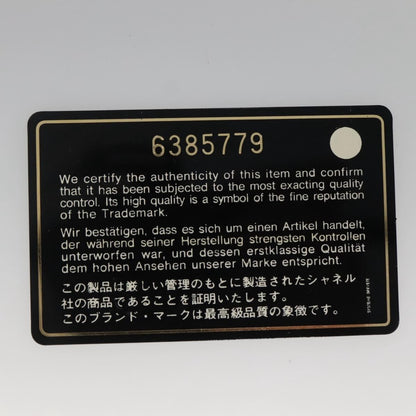 6385779
We certify the authenticity of this item and confirm
that it has been subjected to the most exacting quality
control. Its high quality is a symbol of the fine reputation
of the Trademark.
Wir bestätigen, dass es sich um einen Artikel handelt,
der während seiner Herstellung strengsten Kontrollen
unterworfen war, und dessen erstklassige Qualität
dem hohen Ansehen unserer Marke entspricht.
この製品は厳しい管理のもとに製造されたシャネル
社の商品であることを証明いたします。
このブランド・マークは最高級品質の象徴です。